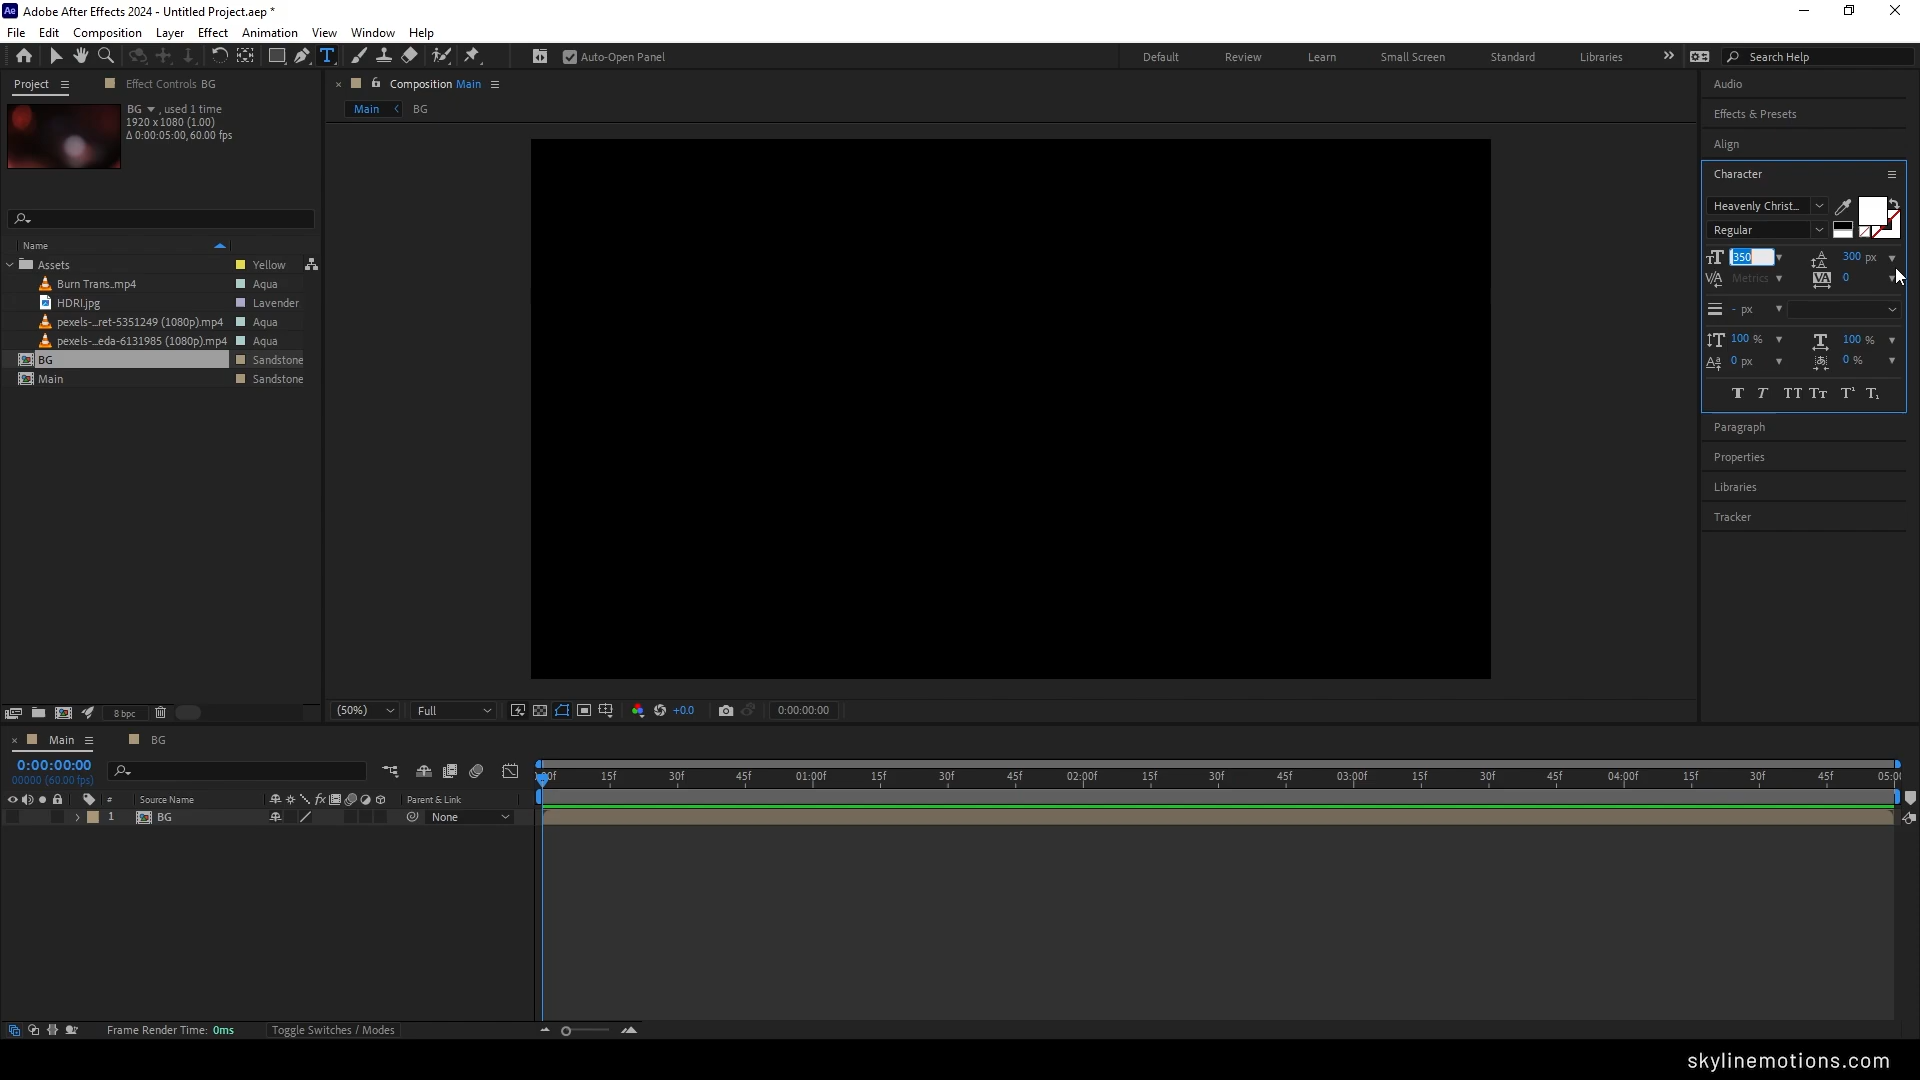 Ae Adobe After Effects 2024 - Untitled Project.aep *
File Edit Composition Layer Effect Animation View Window Help
Auto-Open Panel
Default Review Learn Small Screen Standard Libraries
Search Help
Project
Effect Controls BG
BG , used 1 time
1920 x 1080 (1.00)
Δ 0:00:05:00, 60.00 fps
Name
Assets Yellow
Burn Trans..mp4 Aqua
HDRI.jpg Lavender
pexels-...ret-5351249 (1080p).mp4 Aqua
pexels-...eda-6131985 (1080p).mp4 Aqua
BG Sandstone
Main Sandstone
8 bpc
Composition Main
Main BG
(50%) Full +0.0 0:00:00:00
Audio
Effects & Presets
Align
Character
Heavenly Christ...
Regular
350 300 px
Metrics 0
- px
100 % 100 %
0 px 0 %
Paragraph
Properties
Libraries
Tracker
Main BG
0:00:00:00
00000 (60.00 fps)
# Source Name Parent & Link
1 BG None
15f 30f 45f 01:00f 15f 30f 45f 02:00f 15f 30f 45f 03:00f 15f 30f 45f 04:00f 15f 30f 45f
Frame Render Time: 0ms Toggle Switches / Modes
skylinemotions.com